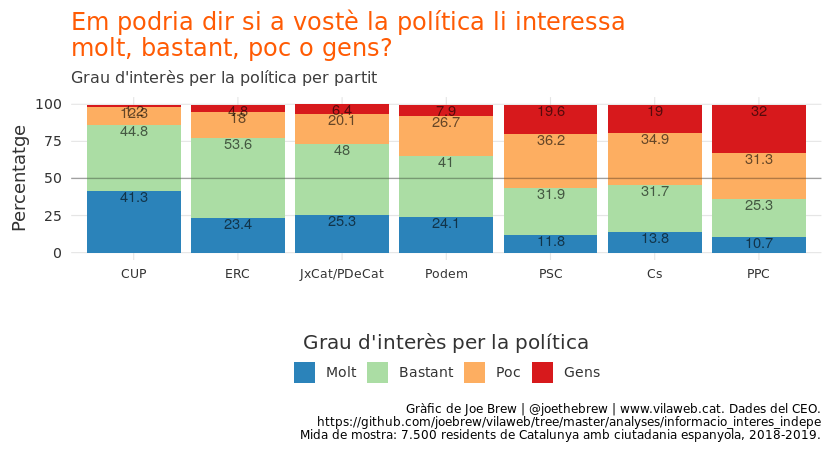 Em podria dir si a vostè la política li interessa
molt, bastant, poc o gens?
Grau d'interès per la política per partit
Percentatge
100
75
50
25
0
1.2 4.8 6.4 7.9 19.6 19 32
12.3 18 20.1 26.7 36.2 34.9 31.3
44.8 53.6 48 41 31.9 31.7 25.3
41.3 23.4 25.3 24.1 11.8 13.8 10.7
CUP ERC JxCat/PDeCat Podem PSC Cs PPC
Grau d'interès per la política
Molt Bastant Poc Gens
Gràfic de Joe Brew | @joethebrew | www.vilaweb.cat. Dades del CEO.
https://github.com/joebrew/vilaweb/tree/master/analyses/informacio_interes_indepe
Mida de mostra: 7.500 residents de Catalunya amb ciutadania espanyola, 2018-2019.